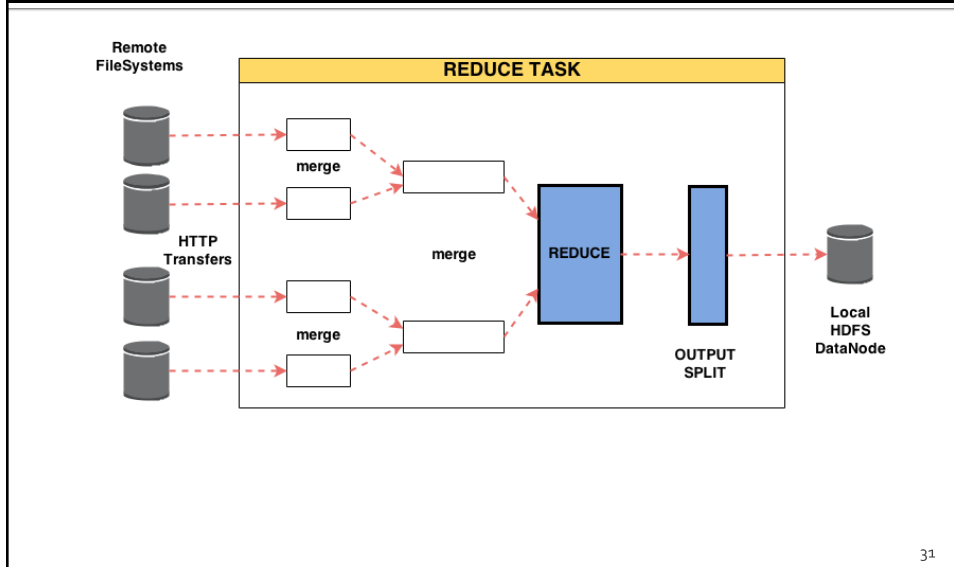 Remote
FileSystems
REDUCE TASK
merge
HTTP
Transfers
merge
REDUCE
merge
OUTPUT
SPLIT
Local
HDFS
DataNode
31